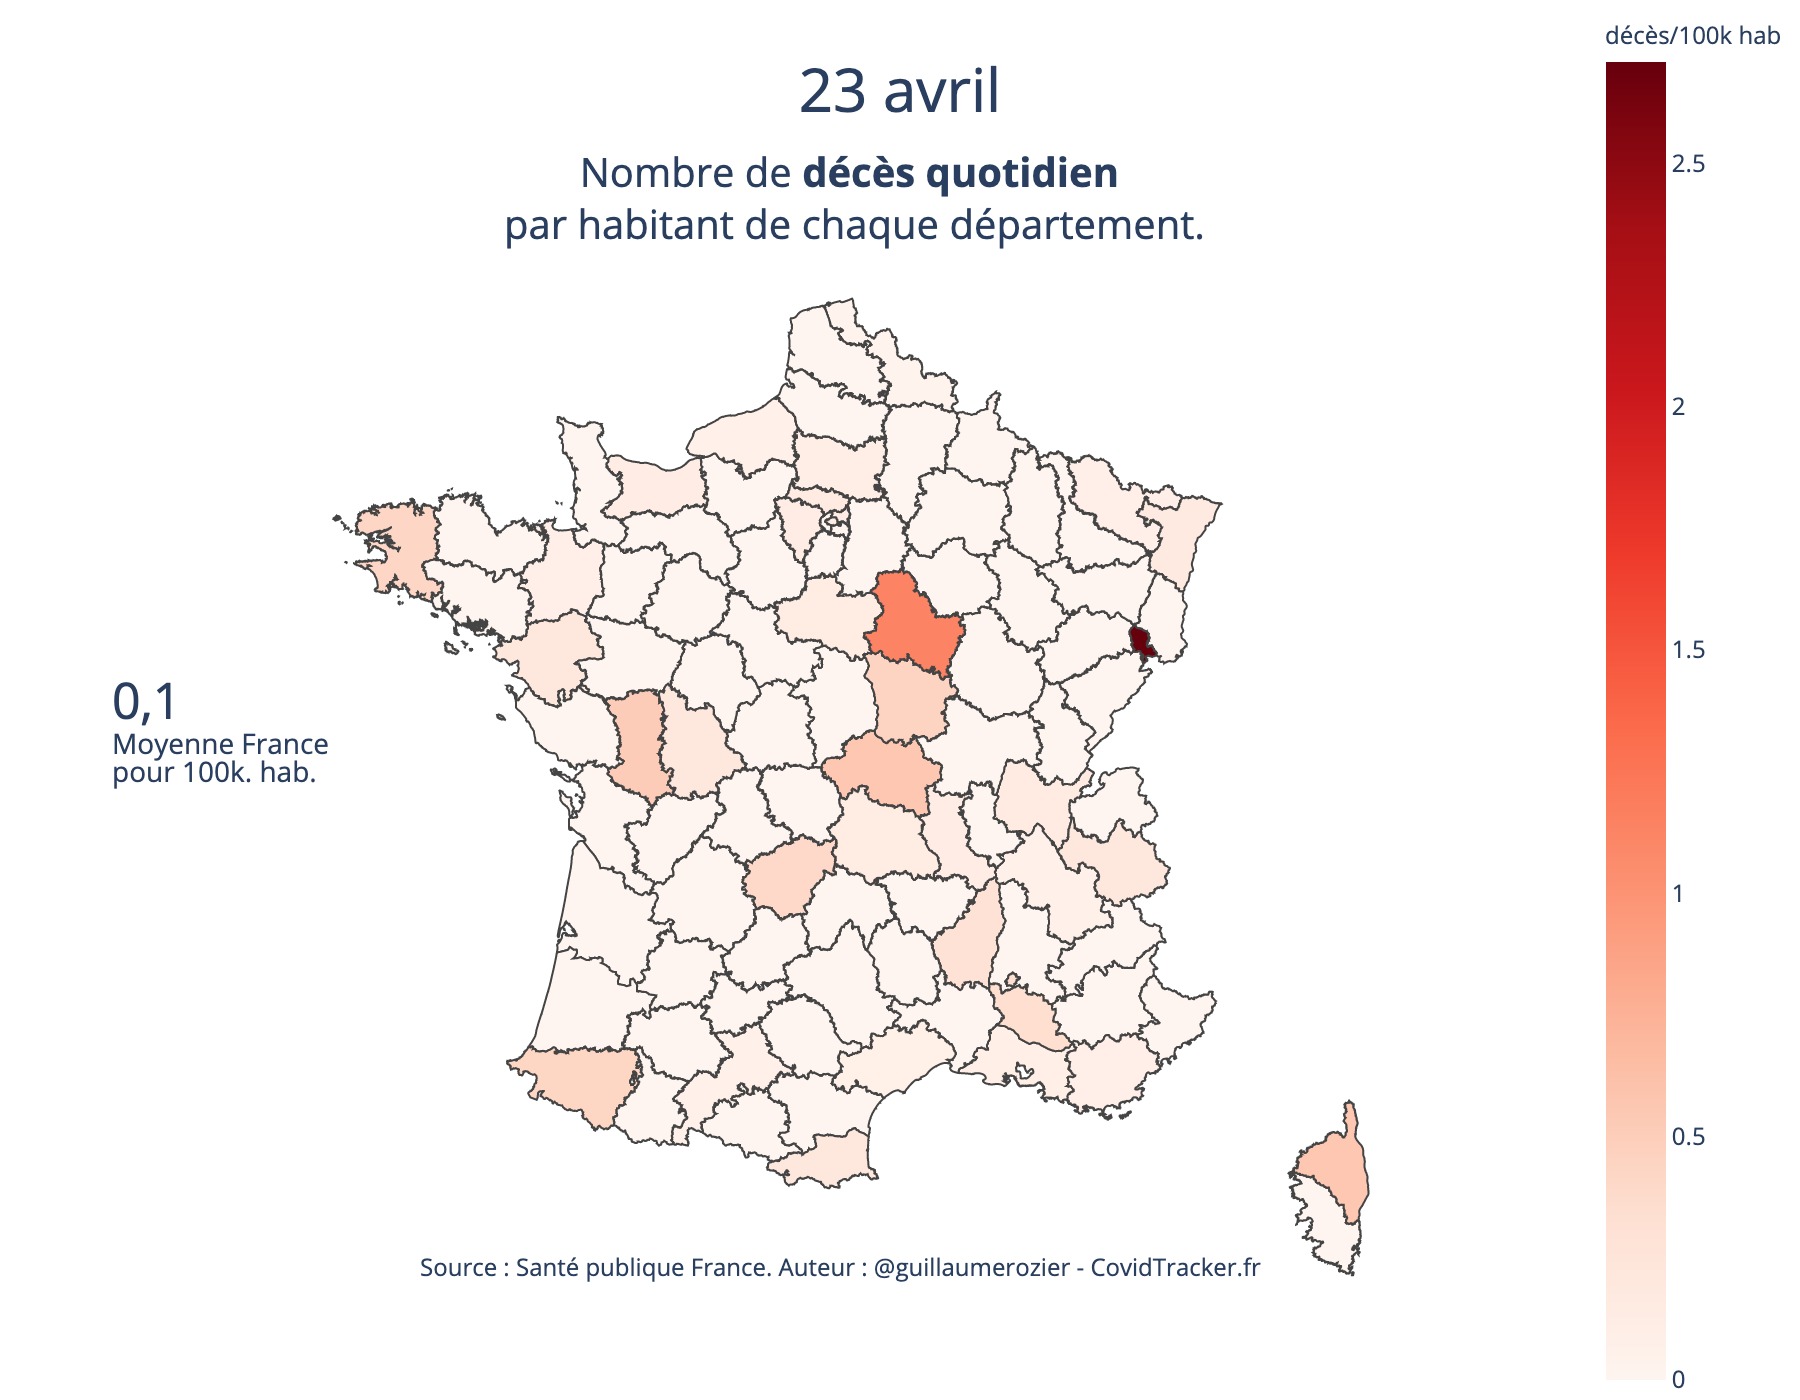 décès/100k hab
23 avril
Nombre de décès quotidien
par habitant de chaque département.
2.5
2
1.5
1
0.5
0
0,1
Moyenne France
pour 100k. hab.
Source : Santé publique France. Auteur : @guillaumerozier - CovidTracker.fr